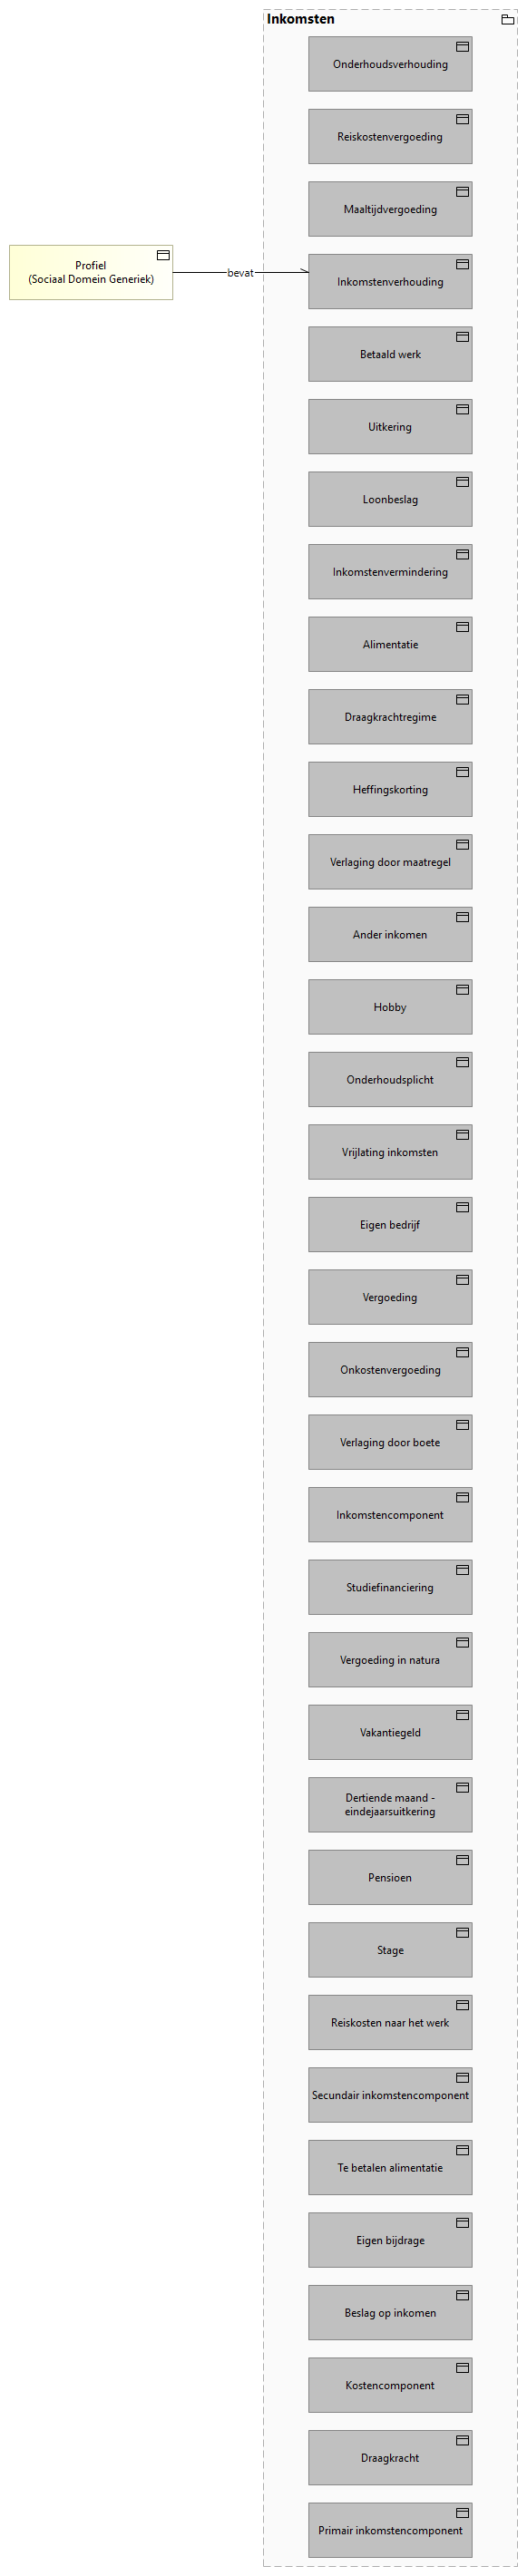 Inkomsten
Onderhoudsverhouding
Reiskostenvergoeding
Maaltijdvergoeding
Profiel
(Sociaal Domein Generiek)
bevat
Inkomstenverhouding
Betaald werk
Uitkering
Loonbeslag
Inkomstenvermindering
Alimentatie
Draagkrachtregime
Heffingskorting
Verlaging door maatregel
Ander inkomen
Hobby
Onderhoudsplicht
Vrijlating inkomsten
Eigen bedrijf
Vergoeding
Onkostenvergoeding
Verlaging door boete
Inkomstencomponent
Studiefinanciering
Vergoeding in natura
Vakantiegeld
Dertiende maand -
eindejaarsuitkering
Pensioen
Stage
Reiskosten naar het werk
Secundair inkomstencomponent
Te betalen alimentatie
Eigen bijdrage
Beslag op inkomen
Kostencomponent
Draagkracht
Primair inkomstencomponent